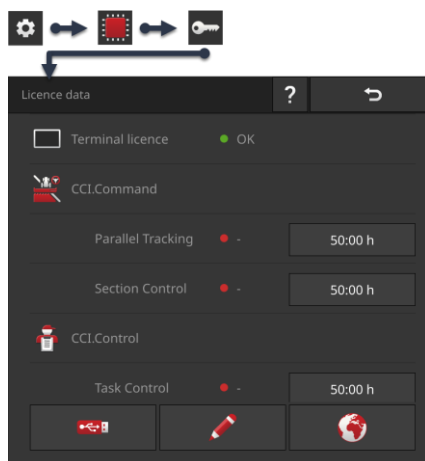 Licence data ?
Terminal licence OK
CCI.Command
Parallel Tracking - 50:00 h
Section Control - 50:00 h
CCI.Control
Task Control - 50:00 h